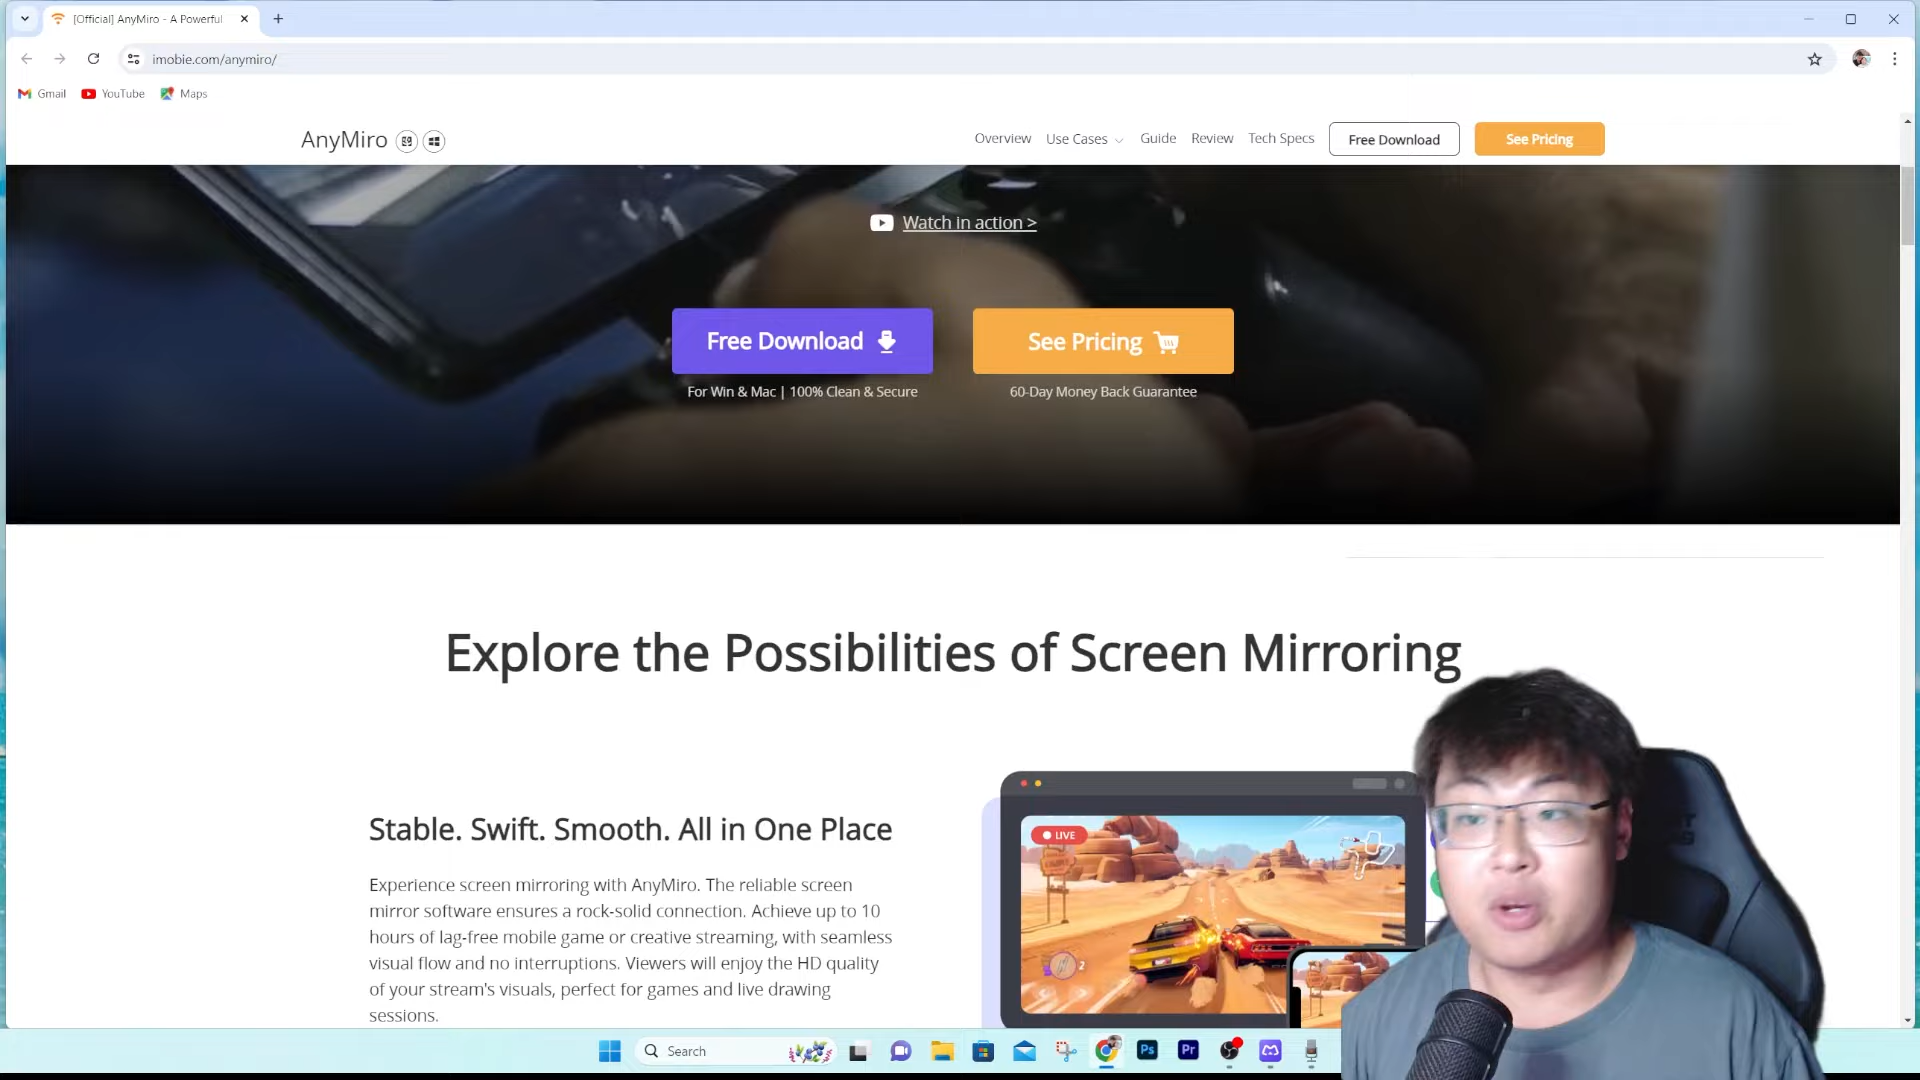 [Official] AnyMiro - A Powerful
imobie.com/anymiro/
Gmail YouTube Maps
AnyMiro
Overview Use Cases Guide Review Tech Specs Free Download See Pricing
Watch in action >
Free Download
See Pricing
For Win & Mac | 100% Clean & Secure
60-Day Money Back Guarantee
Explore the Possibilities of Screen Mirroring
Stable. Swift. Smooth. All in One Place
Experience screen mirroring with AnyMiro. The reliable screen
mirror software ensures a rock-solid connection. Achieve up to 10
hours of lag-free mobile game or creative streaming, with seamless
visual flow and no interruptions. Viewers will enjoy the HD quality
of your stream's visuals, perfect for games and live drawing
sessions.
LIVE
2
Search
Ps
Pr